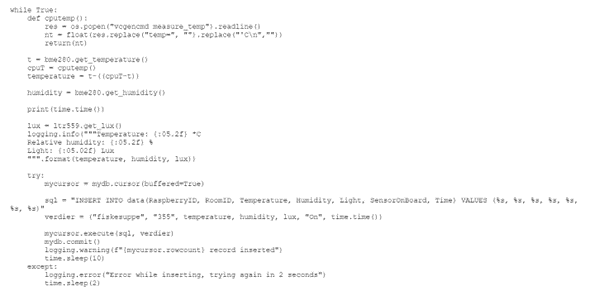 while True:
    def cputemp():
        res = os.popen("vcgencmd measure_temp").readline()
        nt = float(res.replace("temp=", "").replace("'C\n",""))
        return(nt)

    t = bme280.get_temperature()
    cpuT = cputemp()
    temperature = t-((cpuT-t))

    humidity = bme280.get_humidity()

    print(time.time())

    lux = ltr559.get_lux()
    logging.info("""Temperature: {:05.2f} *C
    Relative humidity: {:05.2f} %
    Light: {:05.02f} Lux
    """.format(temperature, humidity, lux))

    try:
        mycursor = mydb.cursor(buffered=True)

        sql = "INSERT INTO data(RaspberryID, RoomID, Temperature, Humidity, Light, SensorOnBoard, Time) VALUES (%s, %s, %s, %s, %s,
%s, %s)"
        verdier = ("fiskesuppe", "355", temperature, humidity, lux, "On", time.time())

        mycursor.execute(sql, verdier)
        mydb.commit()
        logging.warning(f"{mycursor.rowcount} record inserted")
        time.sleep(10)
    except:
        logging.error("Error while inserting, trying again in 2 seconds")
        time.sleep(2)